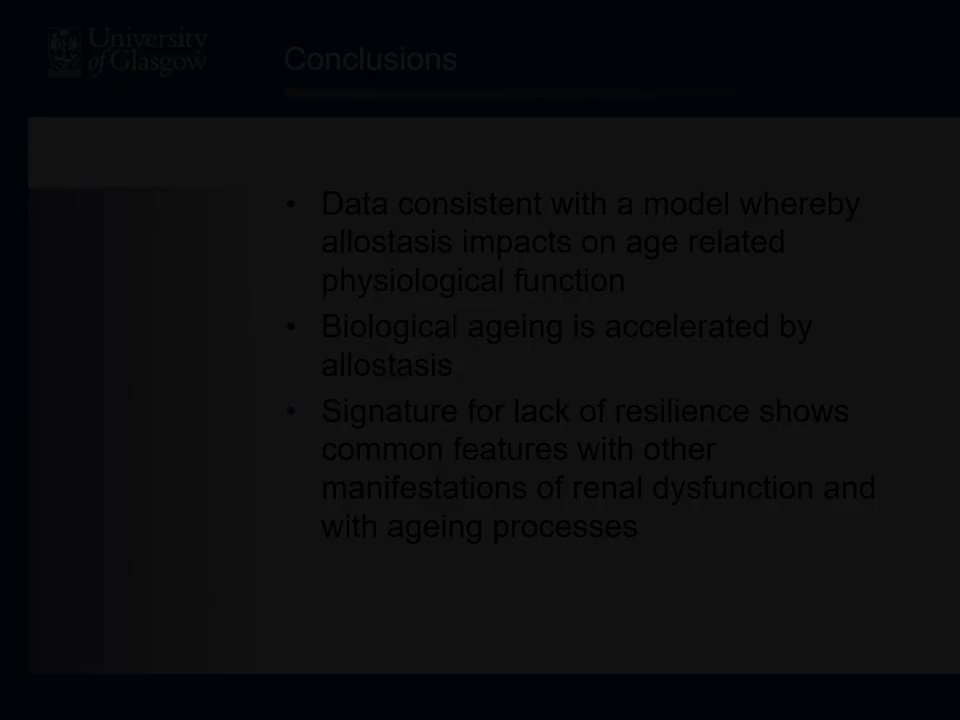 University
of Glasgow
Conclusions
• Data consistent with a model whereby
allostasis impacts on age related
physiological function
• Biological ageing is accelerated by
allostasis
• Signature for lack of resilience shows
common features with other
manifestations of renal dysfunction and
with ageing processes